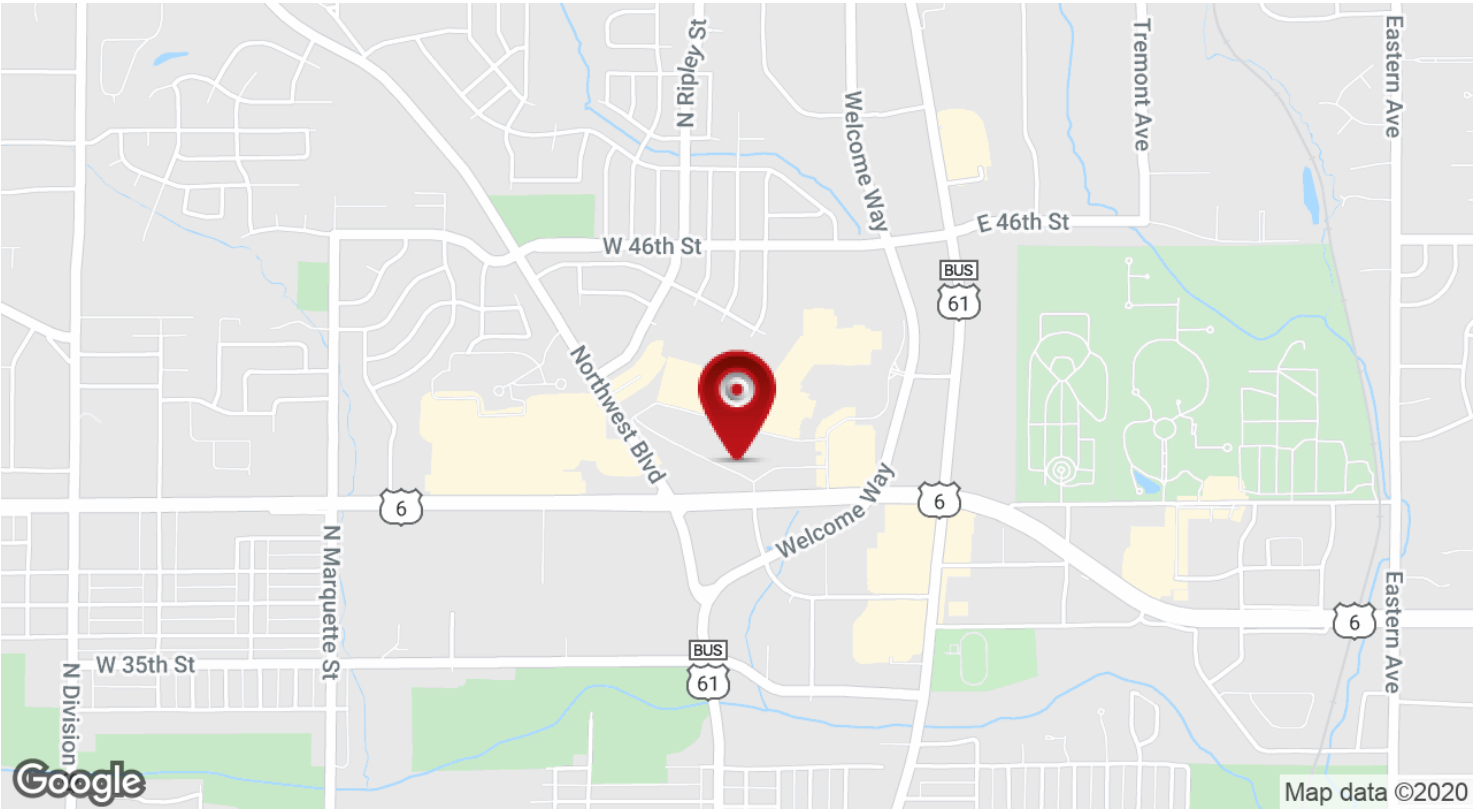 N Ripley St
Tremont Ave
Eastern Ave
Welcome Way
E 46th St
W 46th St
BUS
61
Northwest Blvd
6
6
Welcome Way
N Marquette St
Eastern Ave
6
BUS
61
W 35th St
N Division
Google
Map data ©2020